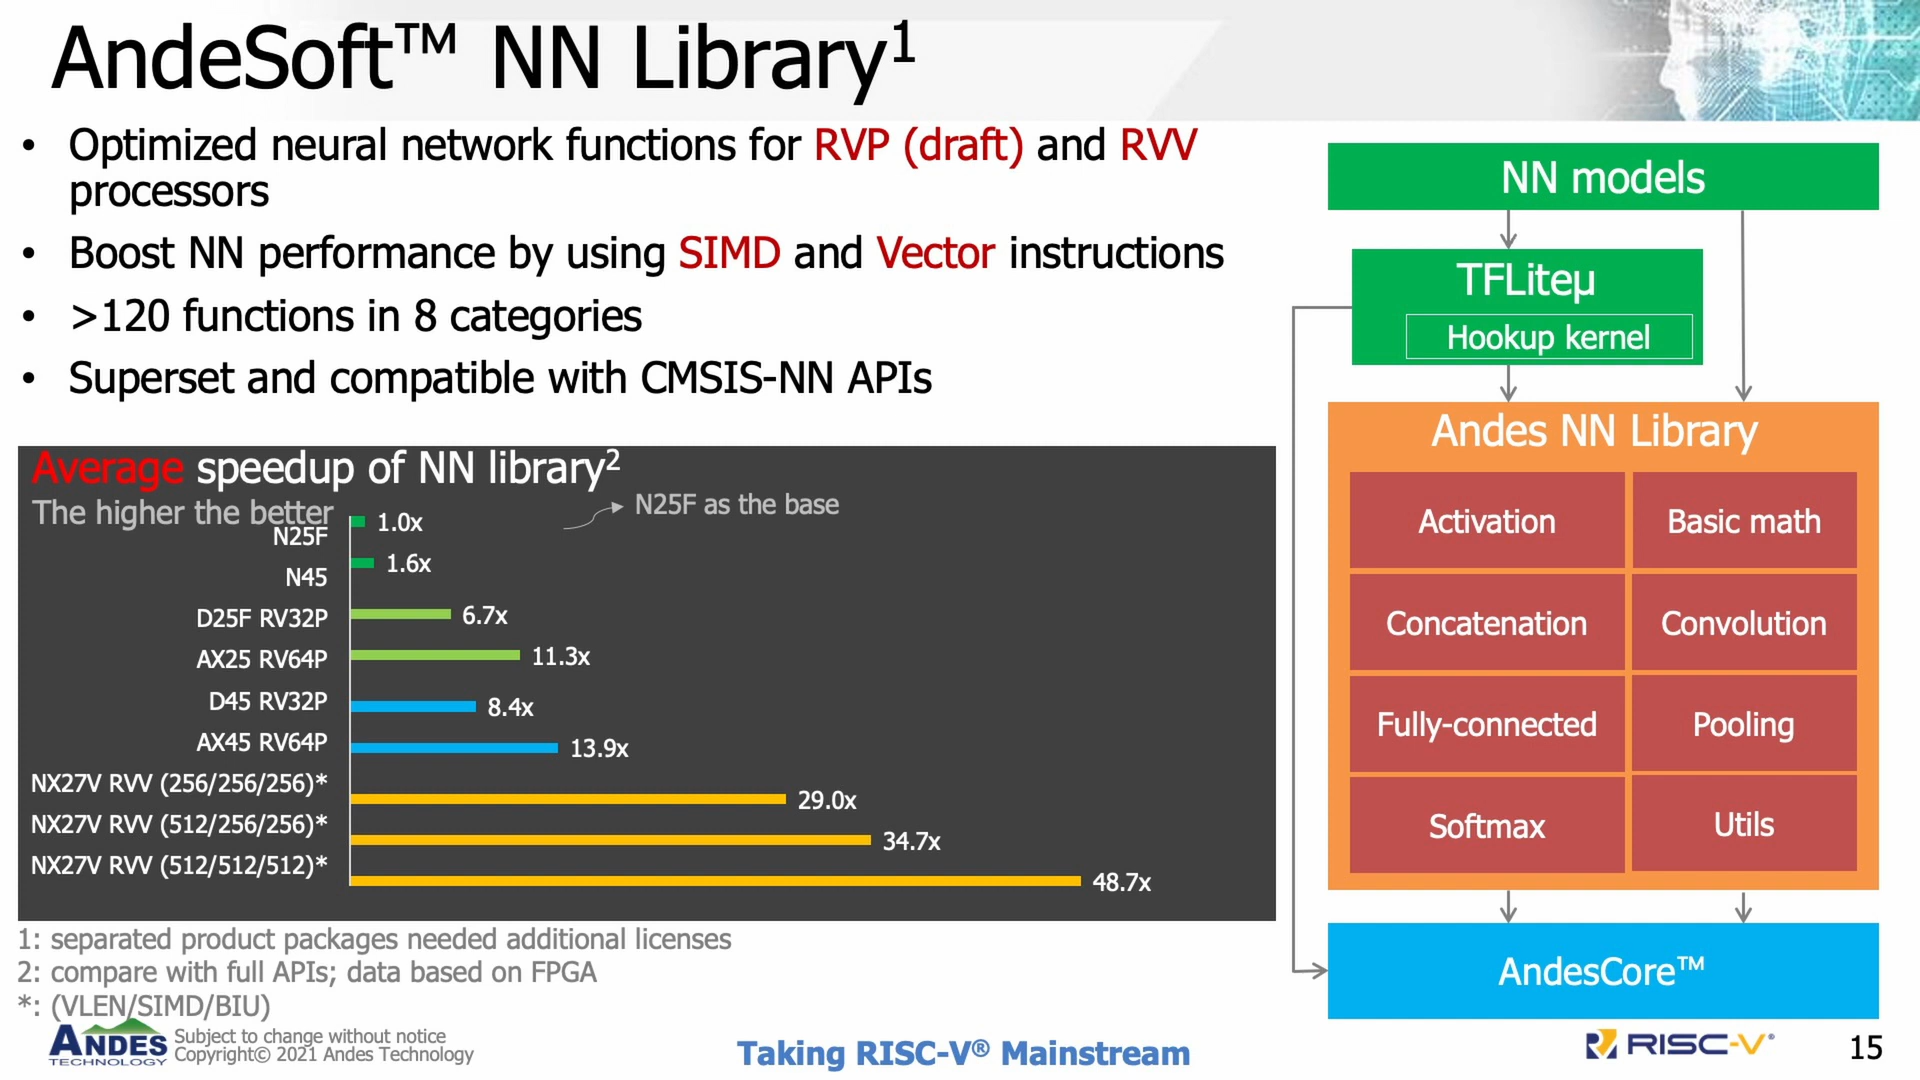 AndeSoft™ NN Library¹
• Optimized neural network functions for RVP (draft) and RVV
processors
• Boost NN performance by using SIMD and Vector instructions
• >120 functions in 8 categories
• Superset and compatible with CMSIS-NN APIs
Average speedup of NN library²
The higher the better
N25F as the base
N25F 1.0x
N45 1.6x
D25F RV32P 6.7x
AX25 RV64P 11.3x
D45 RV32P 8.4x
AX45 RV64P 13.9x
NX27V RVV (256/256/256)* 29.0x
NX27V RVV (512/256/256)* 34.7x
NX27V RVV (512/512/512)* 48.7x
1: separated product packages needed additional licenses
2: compare with full APIs; data based on FPGA
*: (VLEN/SIMD/BIU)
NN models
TFLiteμ
Hookup kernel
Andes NN Library
Activation
Basic math
Concatenation
Convolution
Fully-connected
Pooling
Softmax
Utils
AndesCore™
ANDES
TECHNOLOGY
Subject to change without notice
Copyright© 2021 Andes Technology
Taking RISC-V® Mainstream
RISC-V®
15